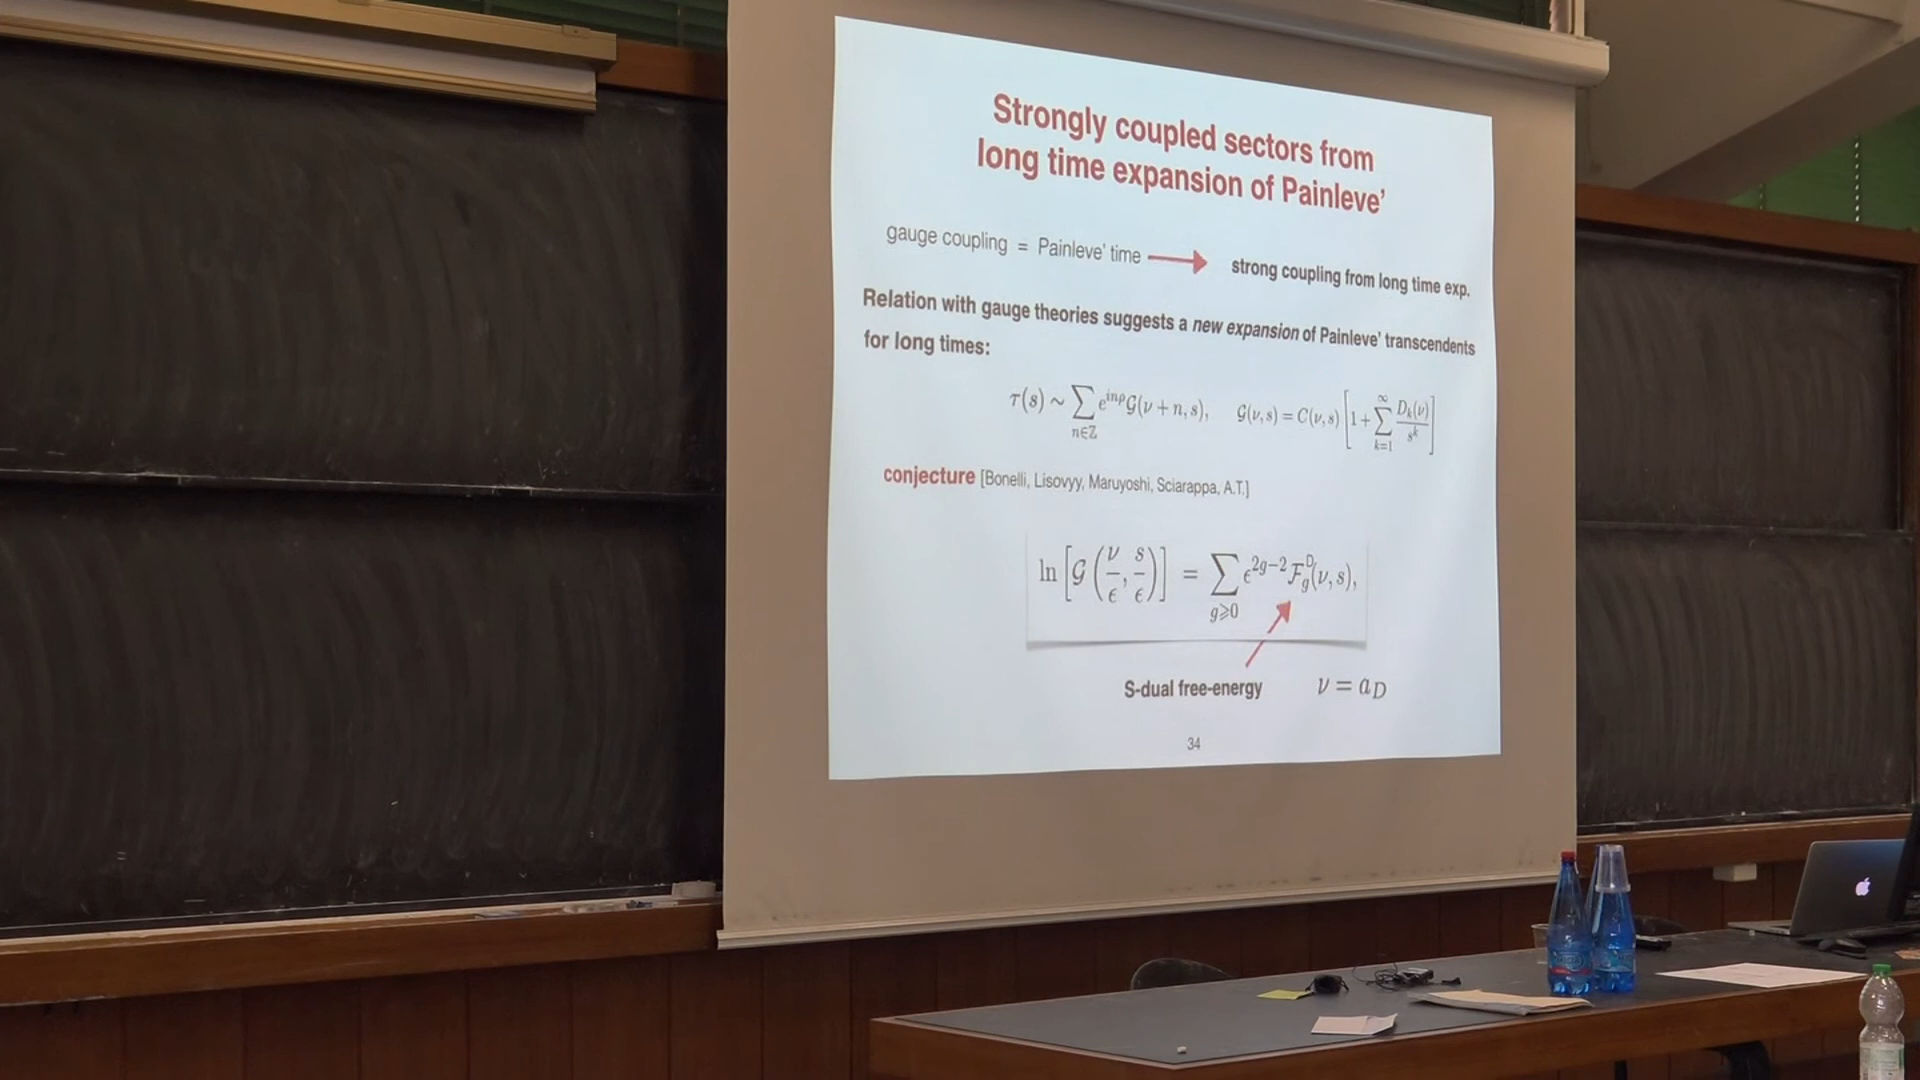 Strongly coupled sectors from
long time expansion of Painleve'
gauge coupling = Painleve' time → strong coupling from long time exp.
Relation with gauge theories suggests a new expansion of Painleve' transcendents
for long times:
τ(s) ∼ ∑_{n∈ℤ} e^{inρ} 𝒢(ν + n, s), 𝒢(ν, s) = C(ν, s) [1 + ∑_{k=1}^{∞} D_k(ν)/s^k]
conjecture [Bonelli, Lisovyy, Maruyoshi, Sciarappa, A.T.]
ln [𝒢 (ν/ϵ, s/ϵ)] = ∑_{g⩾0} ϵ^{2g−2} ℱ_g^D(ν, s),
S-dual free-energy ν = a_D
34